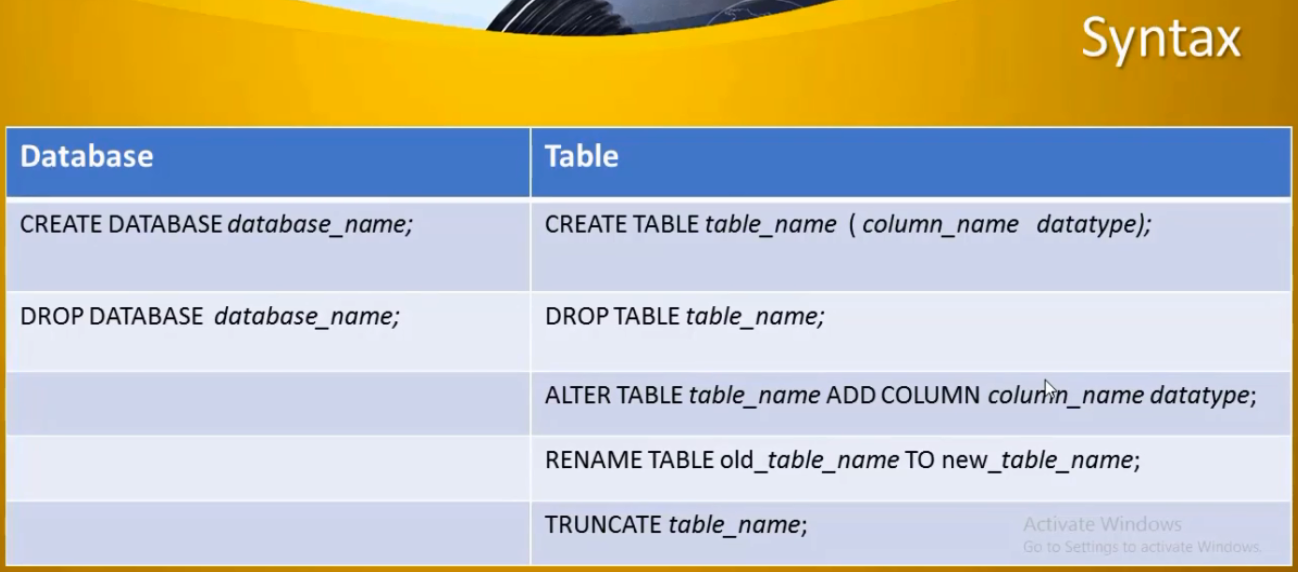 Syntax
Database Table
CREATE DATABASE database_name; CREATE TABLE table_name ( column_name datatype);
DROP DATABASE database_name; DROP TABLE table_name;
ALTER TABLE table_name ADD COLUMN column_name datatype;
RENAME TABLE old_table_name TO new_table_name;
TRUNCATE table_name;
Activate Windows
Go to Settings to activate Windows.